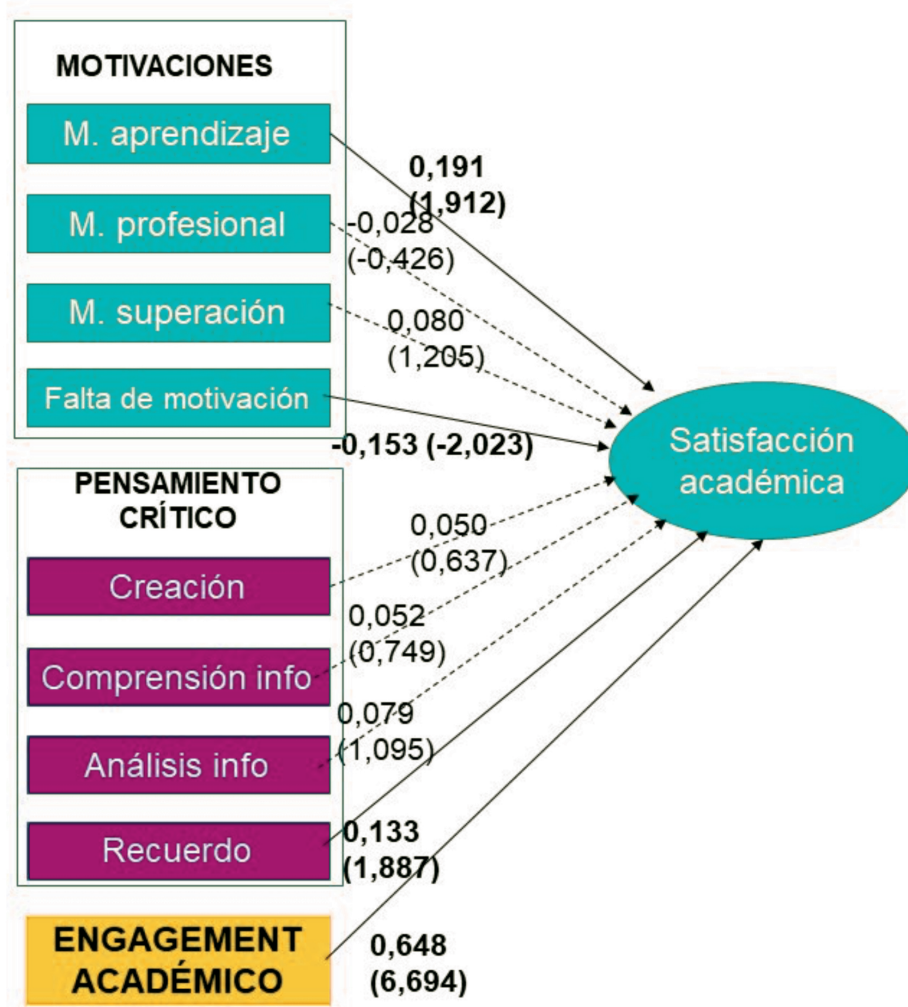 MOTIVACIONES
M. aprendizaje
0,191
(1,912)
M. profesional
-0,028
(-0,426)
M. superación
0,080
(1,205)
Falta de motivación
-0,153 (-2,023)
Satisfacción
académica
PENSAMIENTO
CRÍTICO
Creación
0,050
(0,637)
Comprensión info
0,052
(0,749)
Análisis info
0,079
(1,095)
Recuerdo
0,133
(1,887)
ENGAGEMENT
ACADÉMICO
0,648
(6,694)